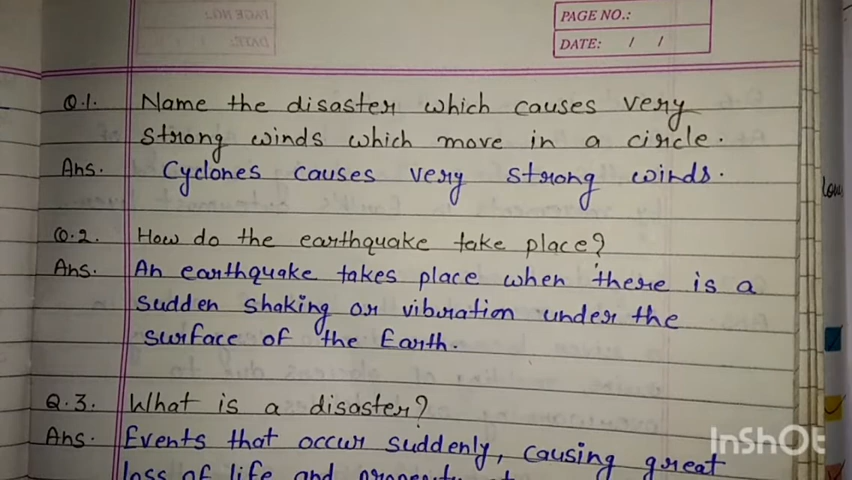 PAGE NO.:
DATE: / /
Q.1. Name the disaster which causes very
strong winds which move in a circle.
Ans. Cyclones causes very strong winds.
Q.2. How do the earthquake take place?
Ans. An earthquake takes place when there is a
sudden shaking or vibration under the
surface of the Earth.
Q.3. What is a disaster?
Ans. Events that occur suddenly, causing great
loss of life and
InShOt